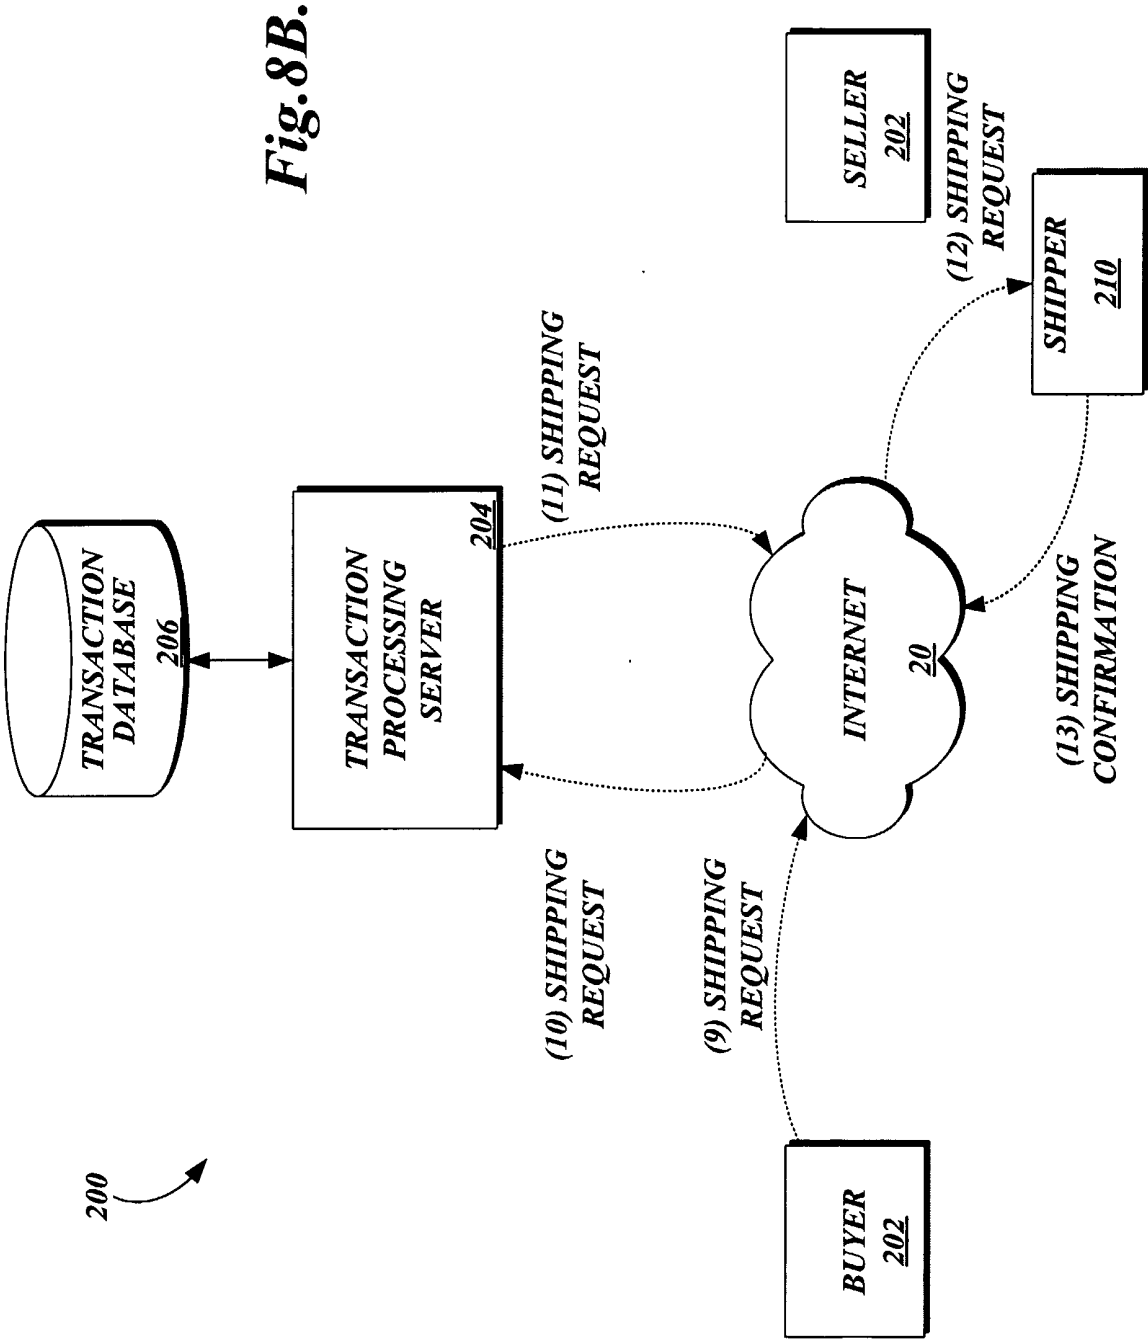 200
TRANSACTION
DATABASE
206
TRANSACTION
PROCESSING
SERVER
204
(10) SHIPPING
REQUEST
(11) SHIPPING
REQUEST
(9) SHIPPING
REQUEST
INTERNET
20
BUYER
202
SELLER
202
(12) SHIPPING
REQUEST
SHIPPER
210
(13) SHIPPING
CONFIRMATION
Fig.8B.